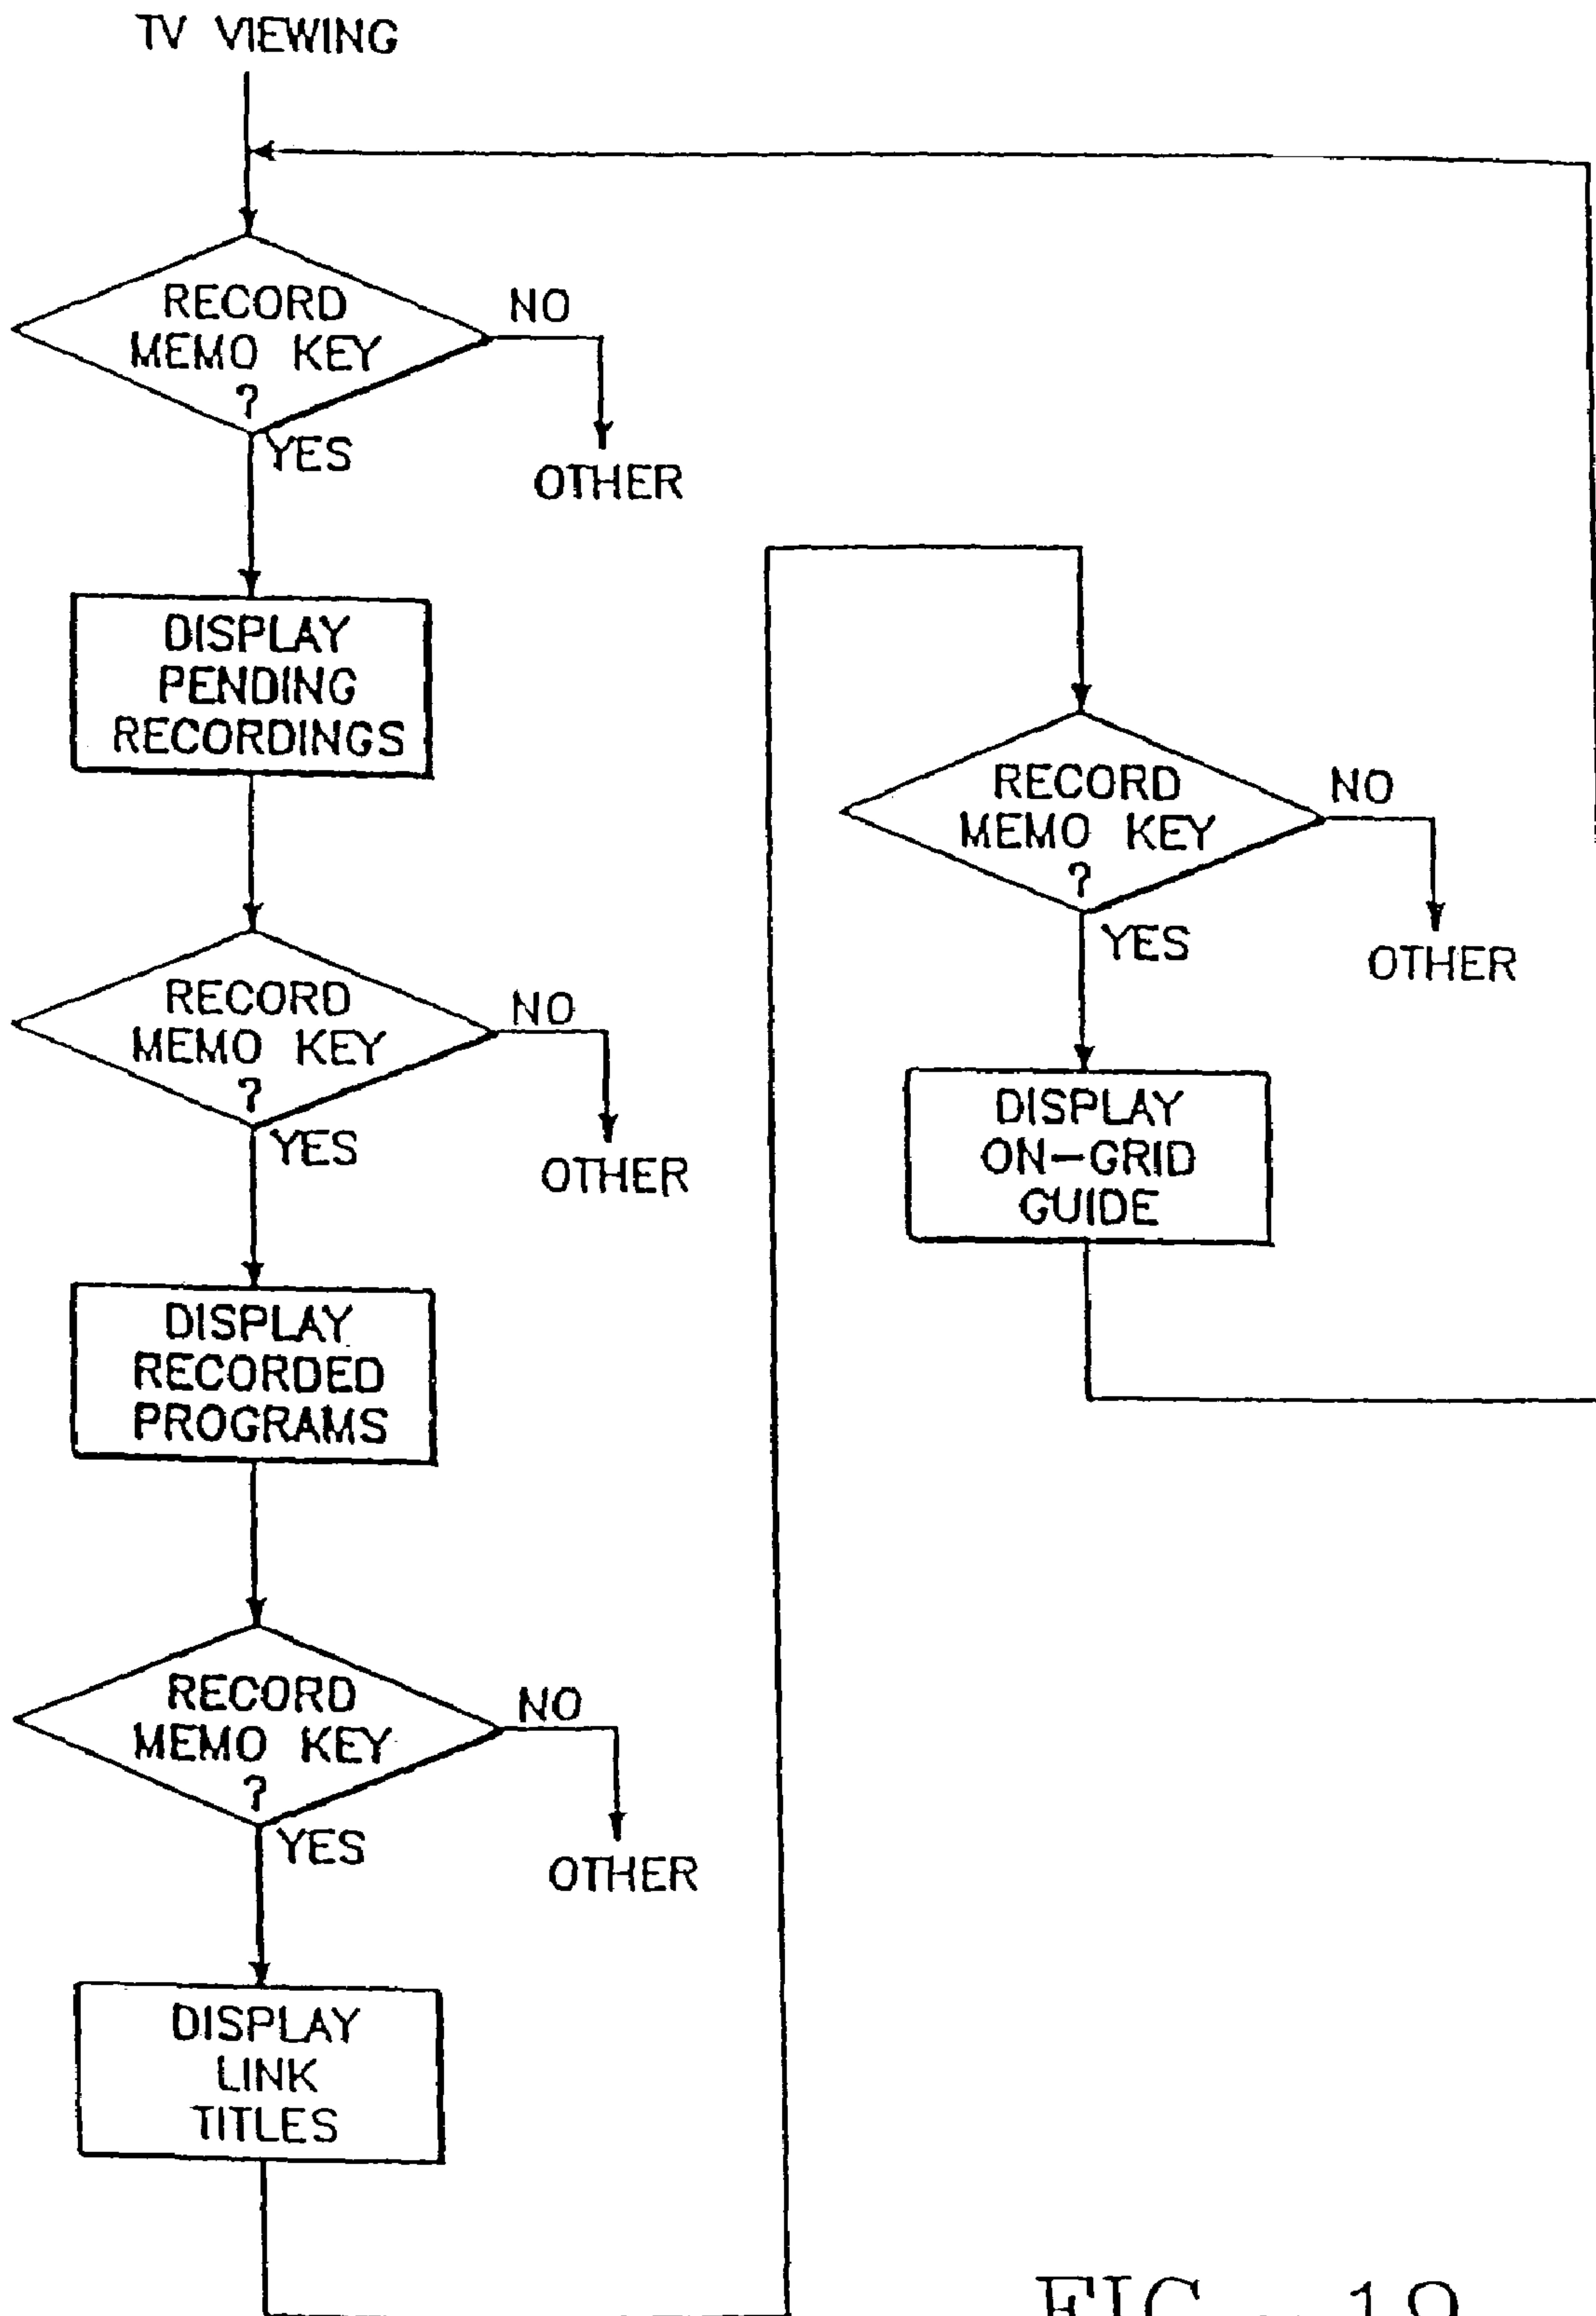 TV VIEWING
RECORD
MEMO KEY
?
NO
YES
OTHER
DISPLAY
PENDING
RECORDINGS
RECORD
MEMO KEY
?
NO
YES
OTHER
DISPLAY
RECORDED
PROGRAMS
RECORD
MEMO KEY
?
NO
YES
OTHER
DISPLAY
LINK
TITLES
RECORD
MEMO KEY
?
NO
YES
OTHER
DISPLAY
ON-GRID
GUIDE